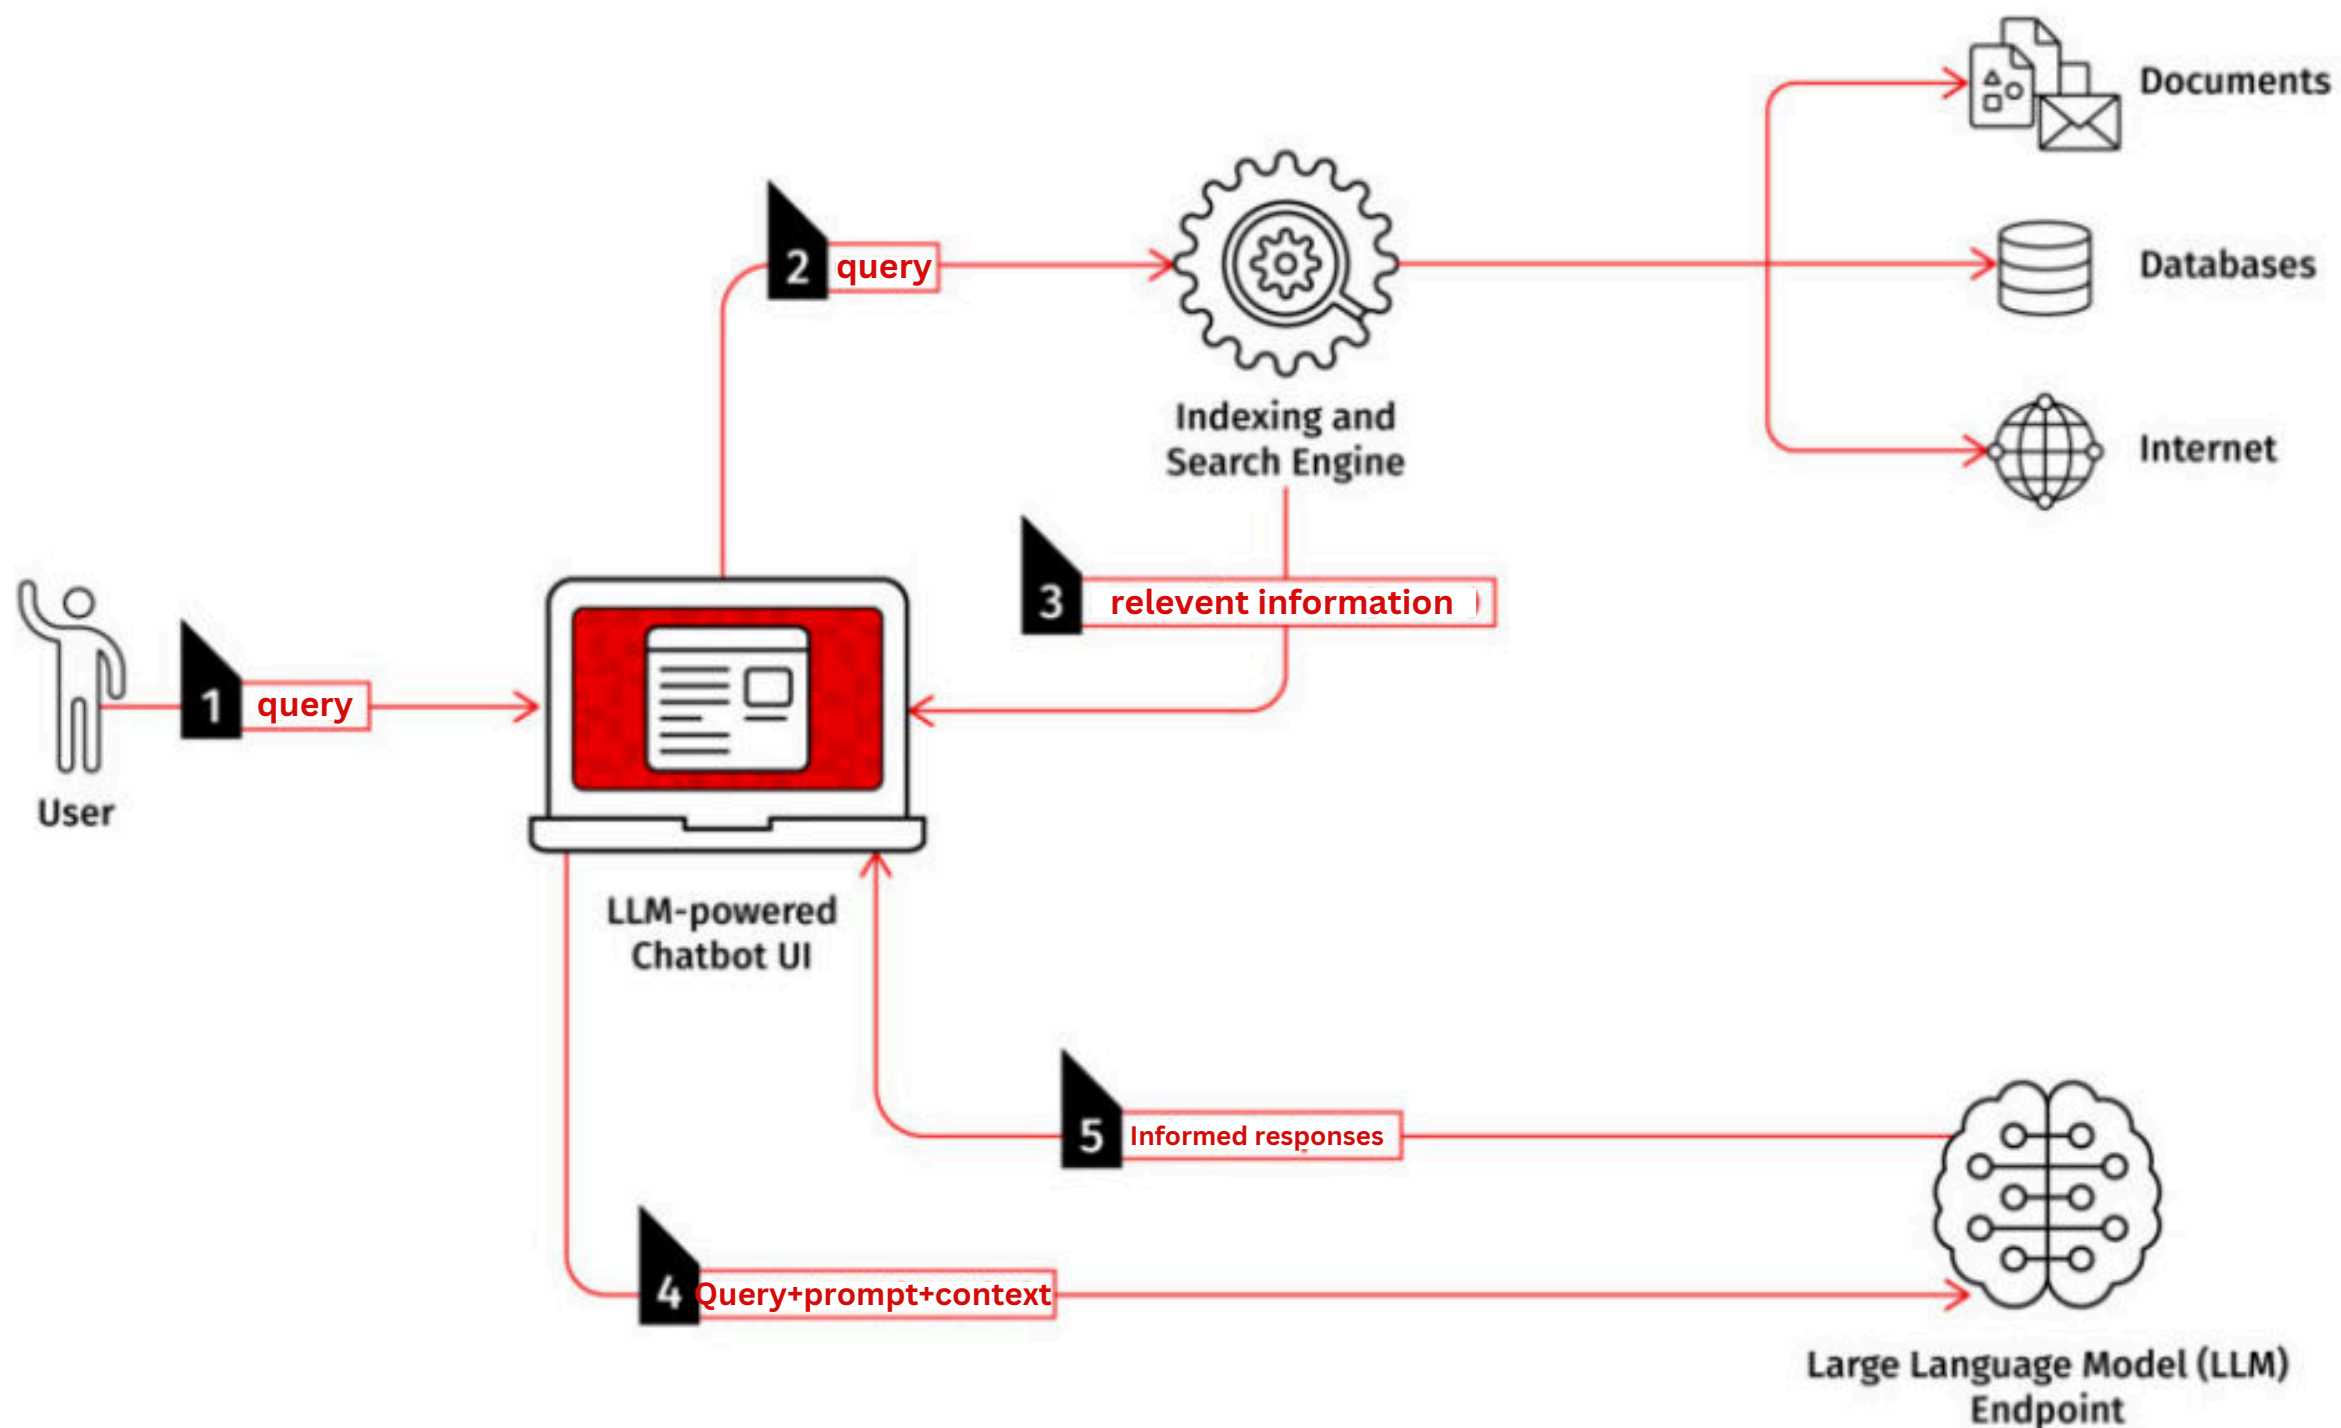 Documents
2 query
Databases
Indexing and
Search Engine
Internet
3 relevent information
1 query
User
LLM-powered
Chatbot UI
5 Informed responses
4 Query+prompt+context
Large Language Model (LLM)
Endpoint